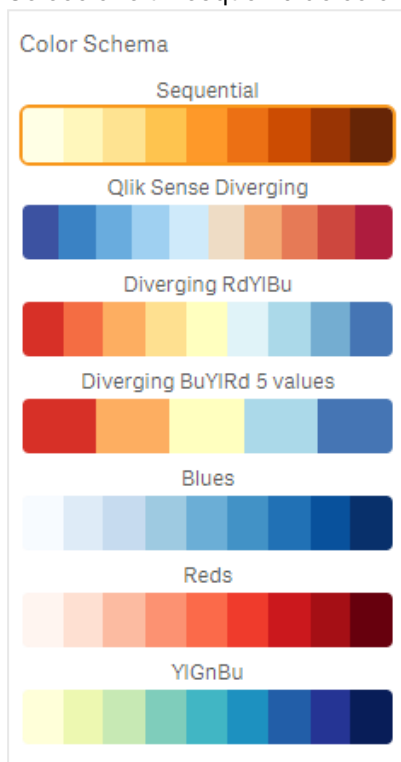 Color Schema
Sequential
Qlik Sense Diverging
Diverging RdYlBu
Diverging BuYlRd 5 values
Blues
Reds
YlGnBu